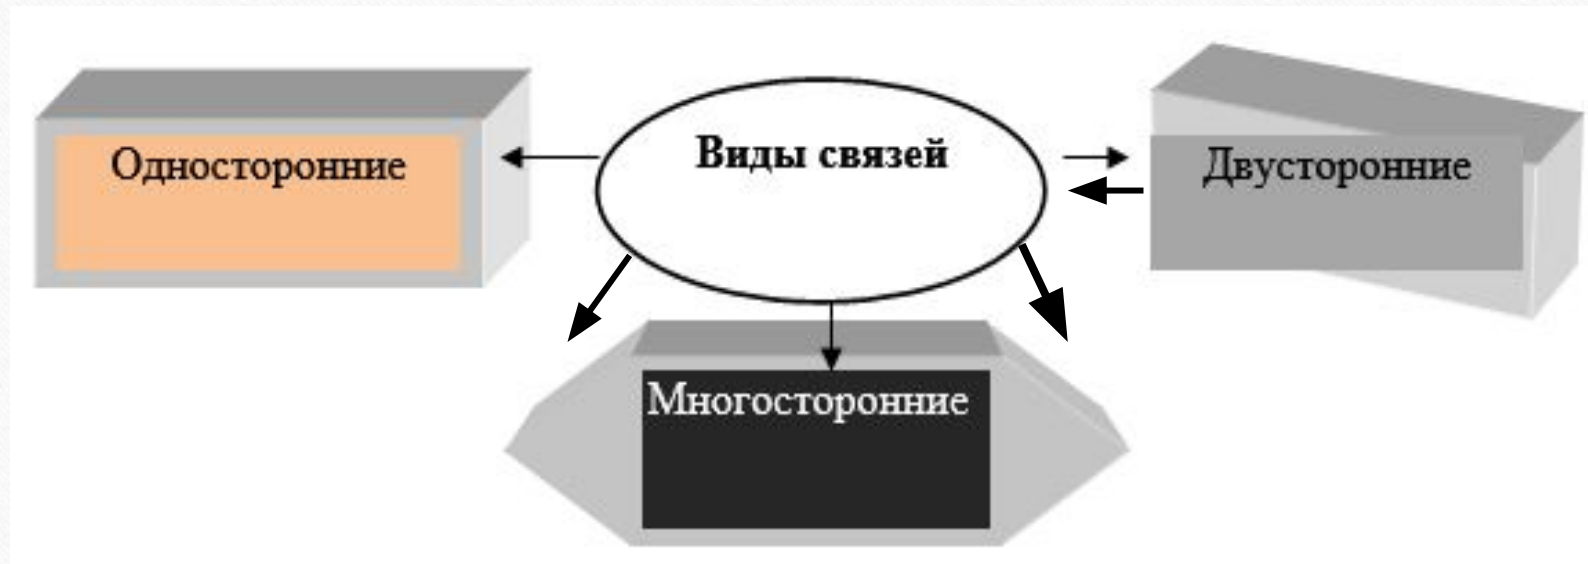 Виды связей
Односторонние
Двусторонние
Многосторонние